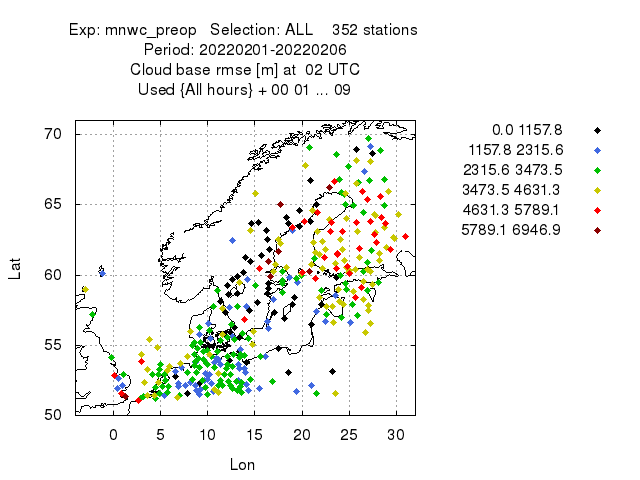 Exp: mnwc_preop Selection: ALL 352 stations
Period: 20220201-20220206
Cloud base rmse [m] at 02 UTC
Used {All hours} + 00 01 ... 09
0.0 1157.8
1157.8 2315.6
2315.6 3473.5
3473.5 4631.3
4631.3 5789.1
5789.1 6946.9
70
65
60
55
50
Lat
0 5 10 15 20 25 30
Lon